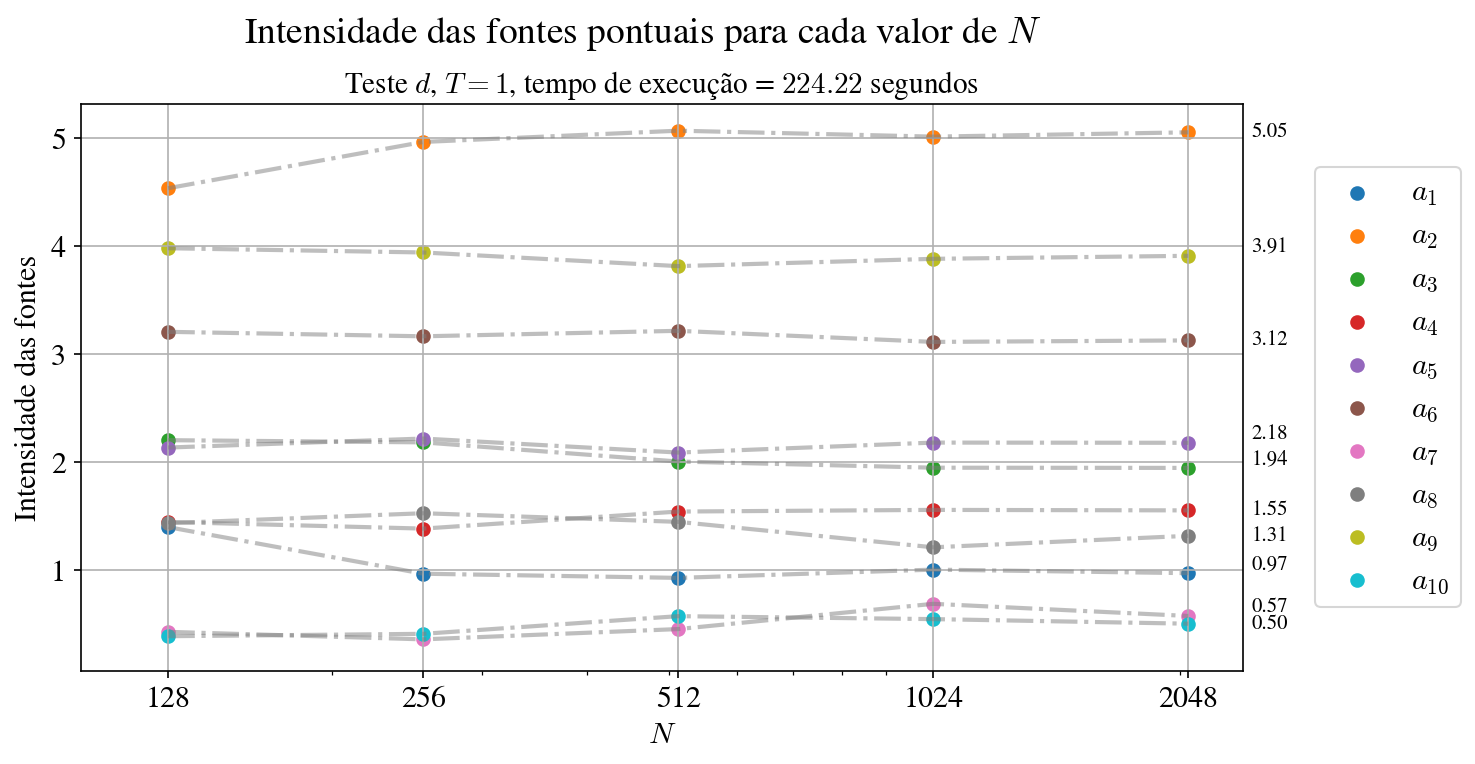 Intensidade das fontes pontuais para cada valor de N
Teste d, T = 1, tempo de execução = 224.22 segundos
Intensidade das fontes
5
4
3
2
1
128
256
512
1024
2048
N
5.05
3.91
3.12
2.18
1.94
1.55
1.31
0.97
0.57
0.50
a₁
a₂
a₃
a₄
a₅
a₆
a₇
a₈
a₉
a₁₀